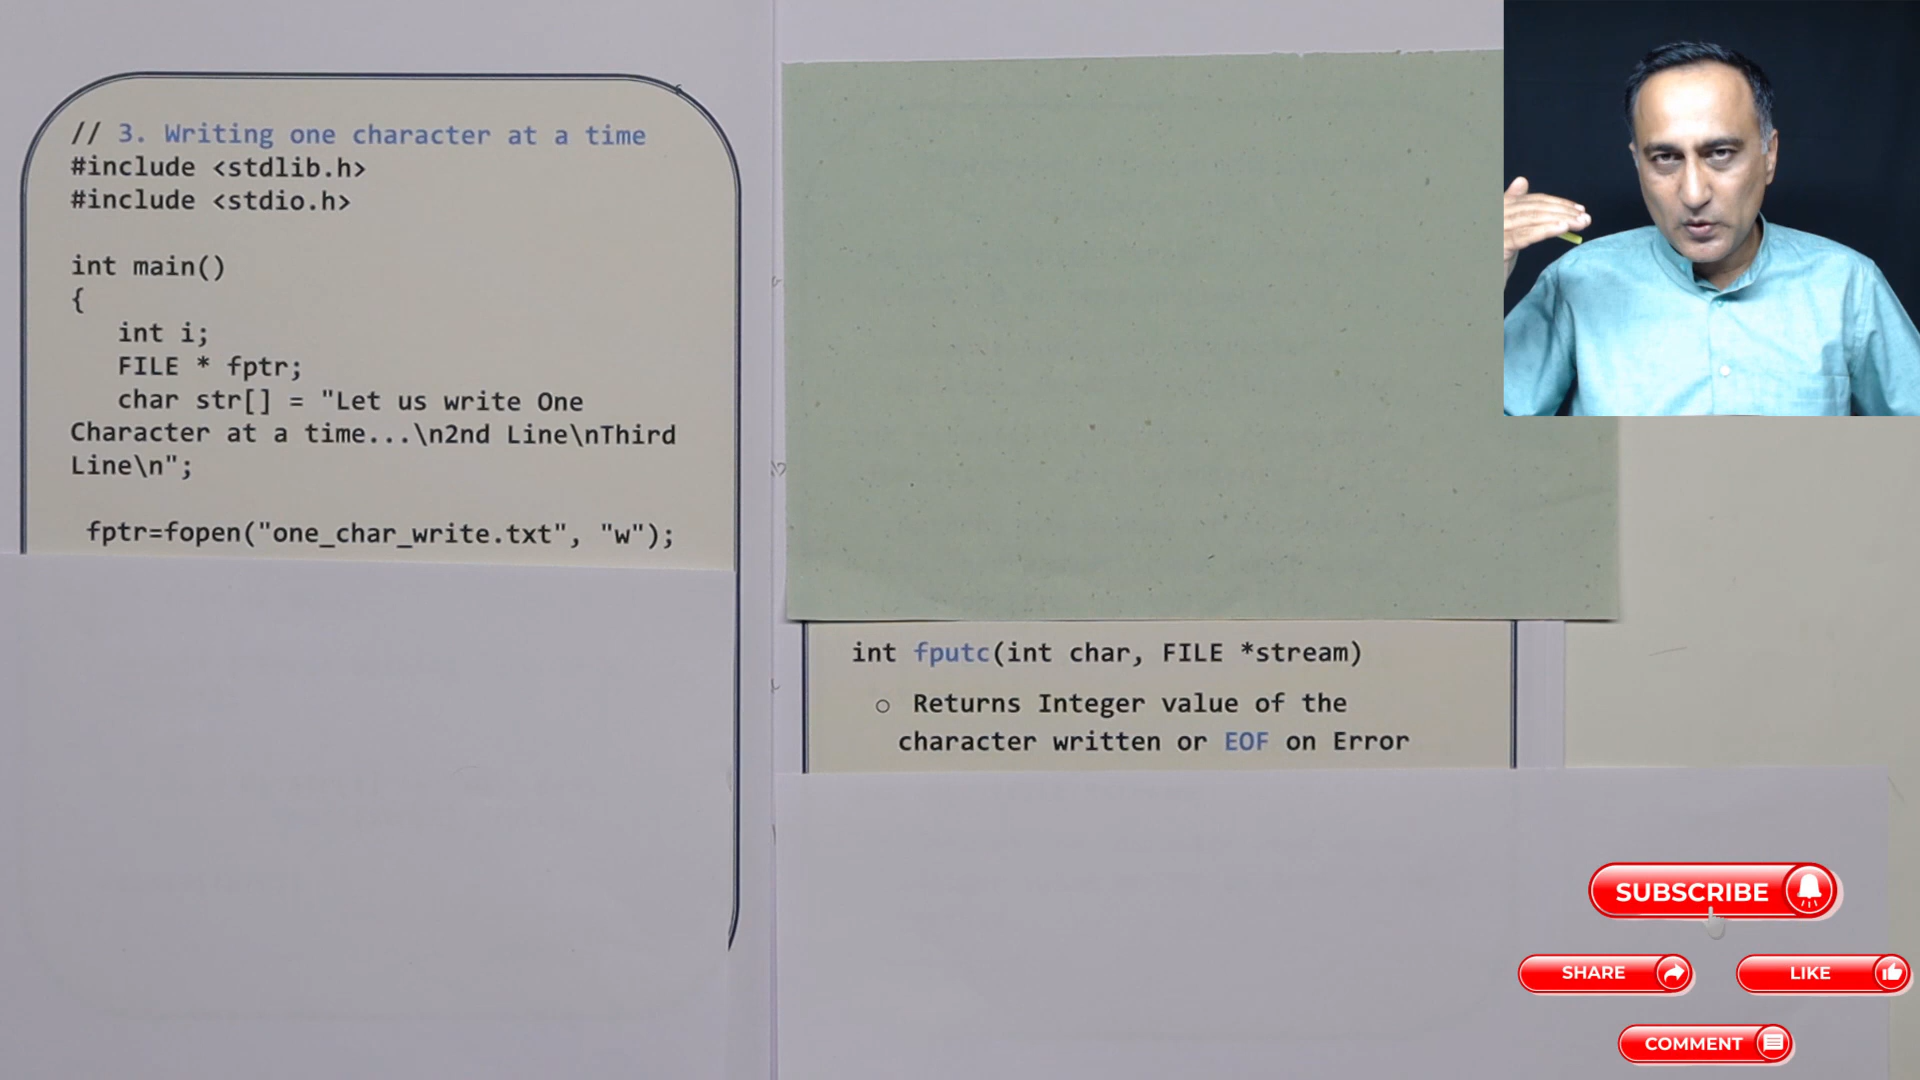 // 3. Writing one character at a time
#include <stdlib.h>
#include <stdio.h>
int main()
{
int i;
FILE * fptr;
char str[] = "Let us write One
Character at a time...\n2nd Line\nThird
Line\n";
fptr=fopen("one_char_write.txt", "w");
int fputc(int char, FILE *stream)
○ Returns Integer value of the
character written or EOF on Error
SUBSCRIBE
SHARE
LIKE
COMMENT